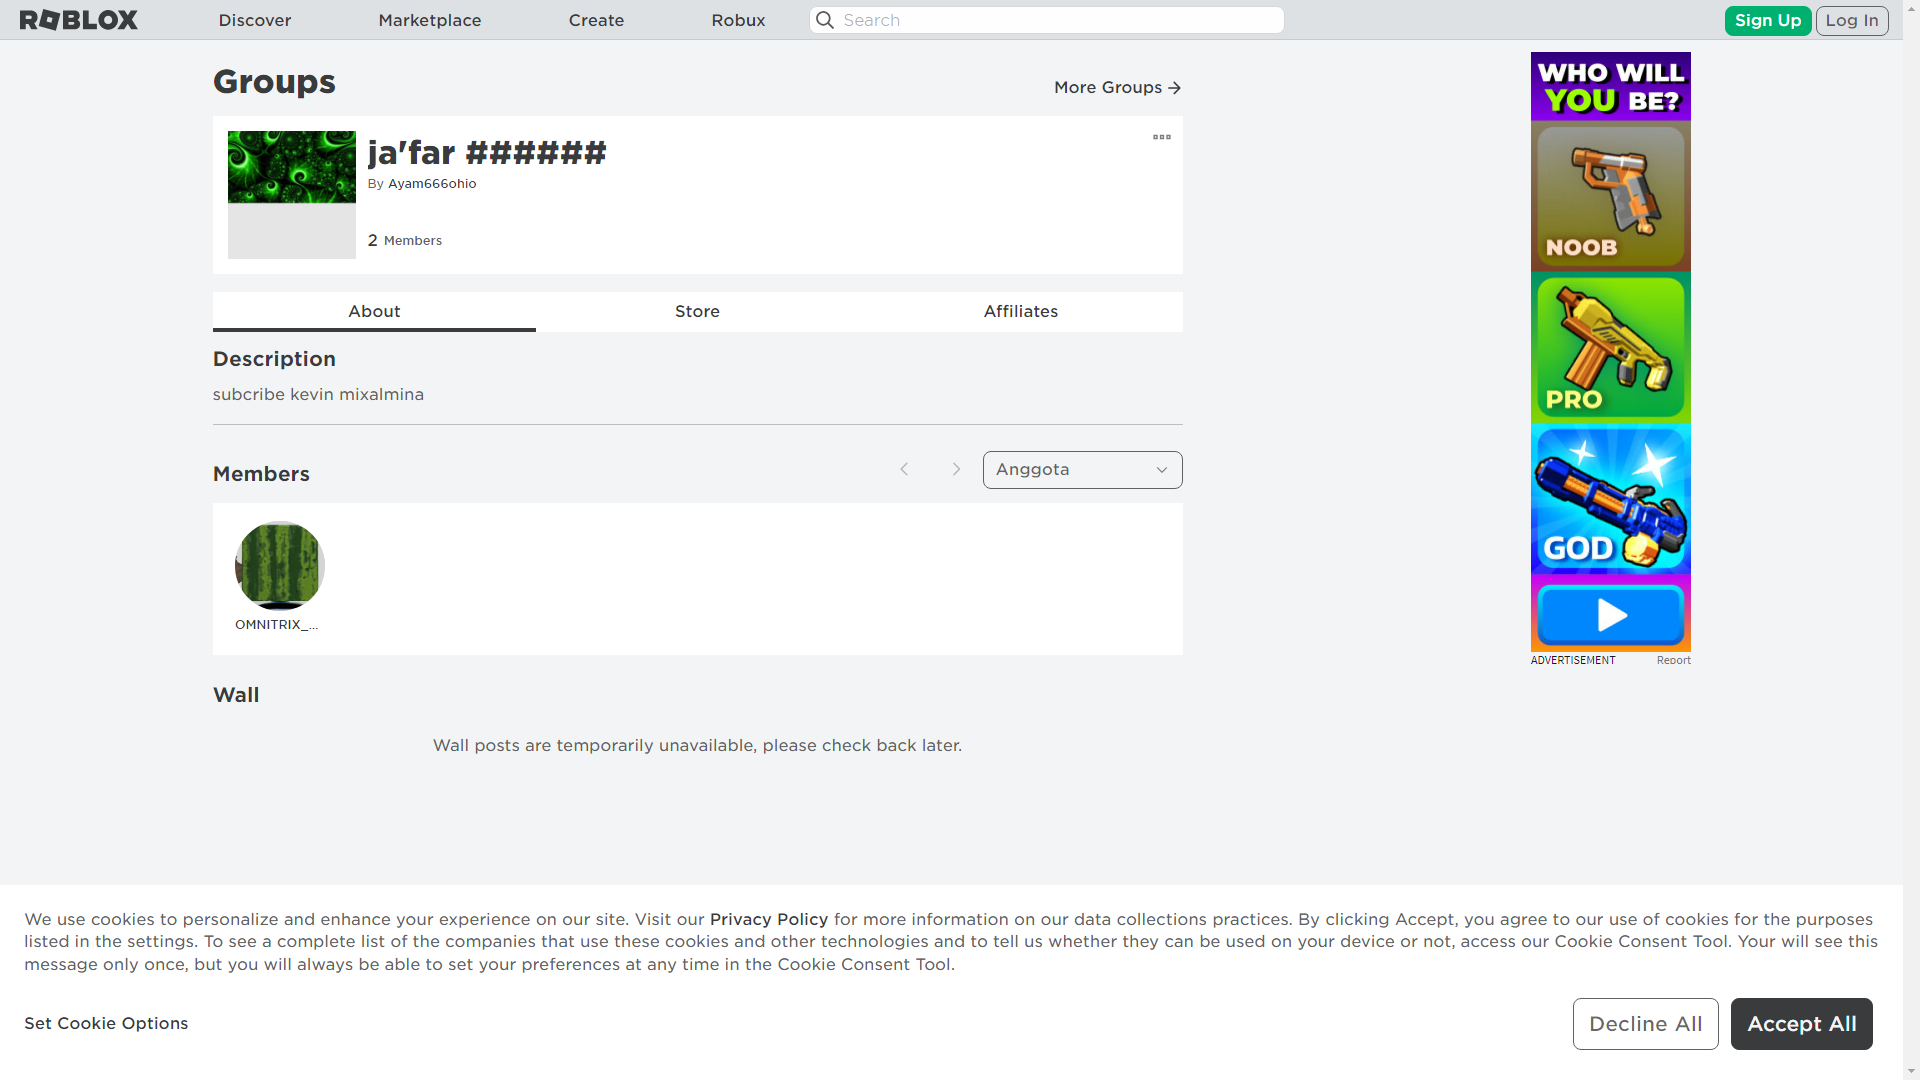 ROBLOX
Discover
Marketplace
Create
Robux
Search
Sign Up
Log In
Groups
More Groups
ja'far ######
By Ayam666ohio
2 Members
About
Store
Affiliates
Description
subcribe kevin mixalmina
Members
Anggota
OMNITRIX_...
Wall
Wall posts are temporarily unavailable, please check back later.
WHO WILL
YOU BE?
NOOB
PRO
GOD
ADVERTISEMENT
Report
We use cookies to personalize and enhance your experience on our site. Visit our Privacy Policy for more information on our data collections practices. By clicking Accept, you agree to our use of cookies for the purposes
listed in the settings. To see a complete list of the companies that use these cookies and other technologies and to tell us whether they can be used on your device or not, access our Cookie Consent Tool. Your will see this
message only once, but you will always be able to set your preferences at any time in the Cookie Consent Tool.
Set Cookie Options
Decline All
Accept All